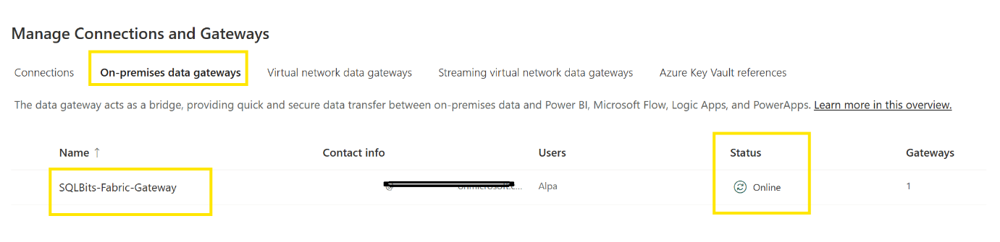 Manage Connections and Gateways
Connections On-premises data gateways Virtual network data gateways Streaming virtual network data gateways Azure Key Vault references
The data gateway acts as a bridge, providing quick and secure data transfer between on-premises data and Power BI, Microsoft Flow, Logic Apps, and PowerApps. Learn more in this overview.
Name ↑ Contact info Users Status Gateways
SQLBits-Fabric-Gateway Alpa Online 1